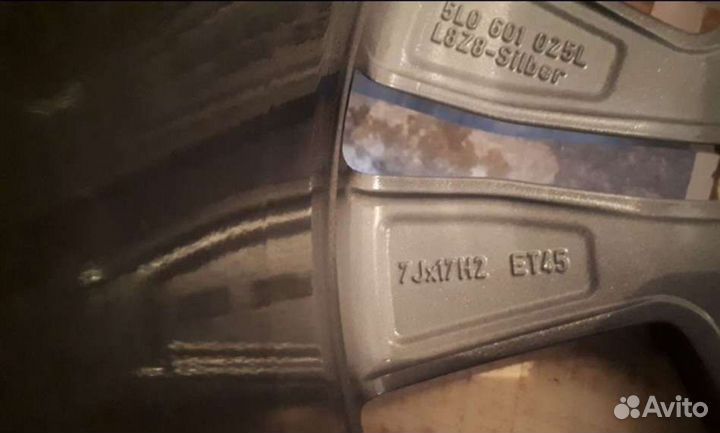 5L0 601 025L
L8Z8-Silber
7Jx17H2 ET45
Avito